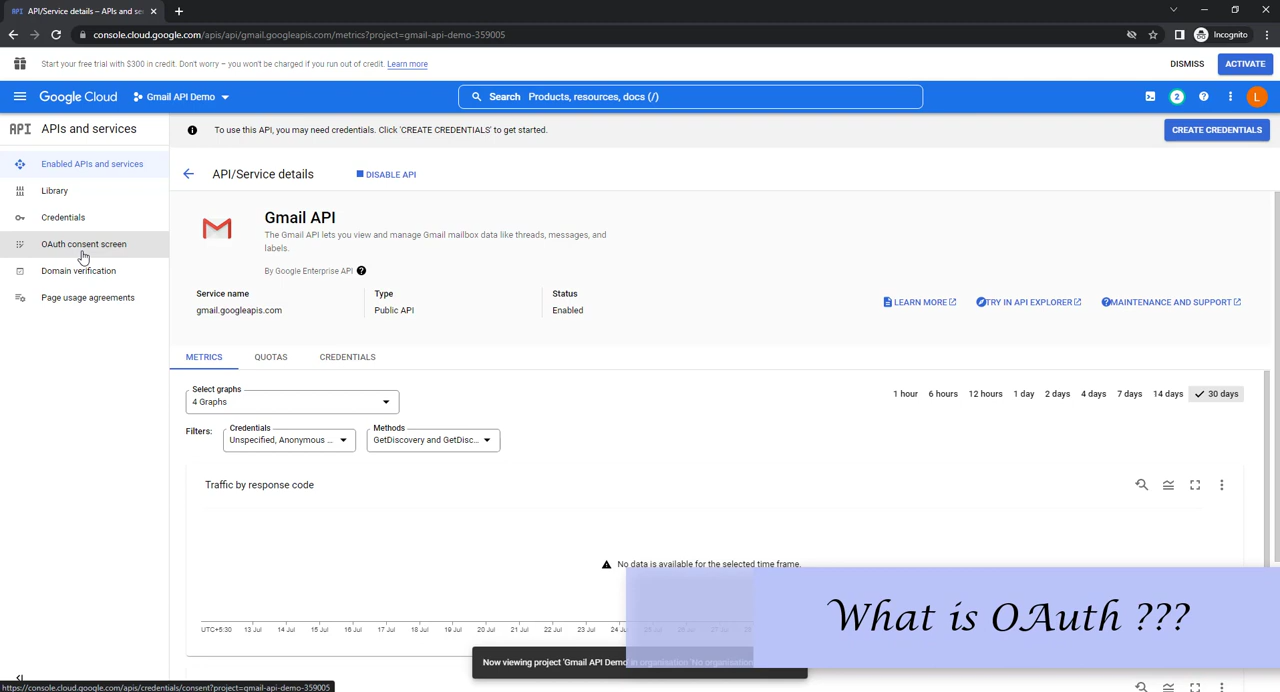 API API/Service details – APIs and se
console.cloud.google.com/apis/api/gmail.googleapis.com/metrics?project=gmail-api-demo-359005
Incognito
Start your free trial with $300 in credit. Don't worry – you won't be charged if you run out of credit. Learn more
DISMISS
ACTIVATE
Google Cloud
Gmail API Demo
Search Products, resources, docs (/)
2
L
API APIs and services
To use this API, you may need credentials. Click 'CREATE CREDENTIALS' to get started.
CREATE CREDENTIALS
Enabled APIs and services
Library
Credentials
OAuth consent screen
Domain verification
Page usage agreements
API/Service details
DISABLE API
Gmail API
The Gmail API lets you view and manage Gmail mailbox data like threads, messages, and
labels.
By Google Enterprise API
Service name
gmail.googleapis.com
Type
Public API
Status
Enabled
LEARN MORE
TRY IN API EXPLORER
MAINTENANCE AND SUPPORT
METRICS
QUOTAS
CREDENTIALS
Select graphs
4 Graphs
1 hour 6 hours 12 hours 1 day 2 days 4 days 7 days 14 days 30 days
Filters:
Credentials
Unspecified, Anonymous ...
Methods
GetDiscovery and GetDisc...
Traffic by response code
No data is available for the selected time frame.
UTC+5:30 13 Jul 14 Jul 15 Jul 16 Jul 17 Jul 18 Jul 19 Jul 20 Jul 21 Jul 22 Jul 23 Jul 24 Jul
What is OAuth ???
Now viewing project 'Gmail API Demo' in organisation 'No organisation'
https://console.cloud.google.com/apis/credentials/consent?project=gmail-api-demo-359005